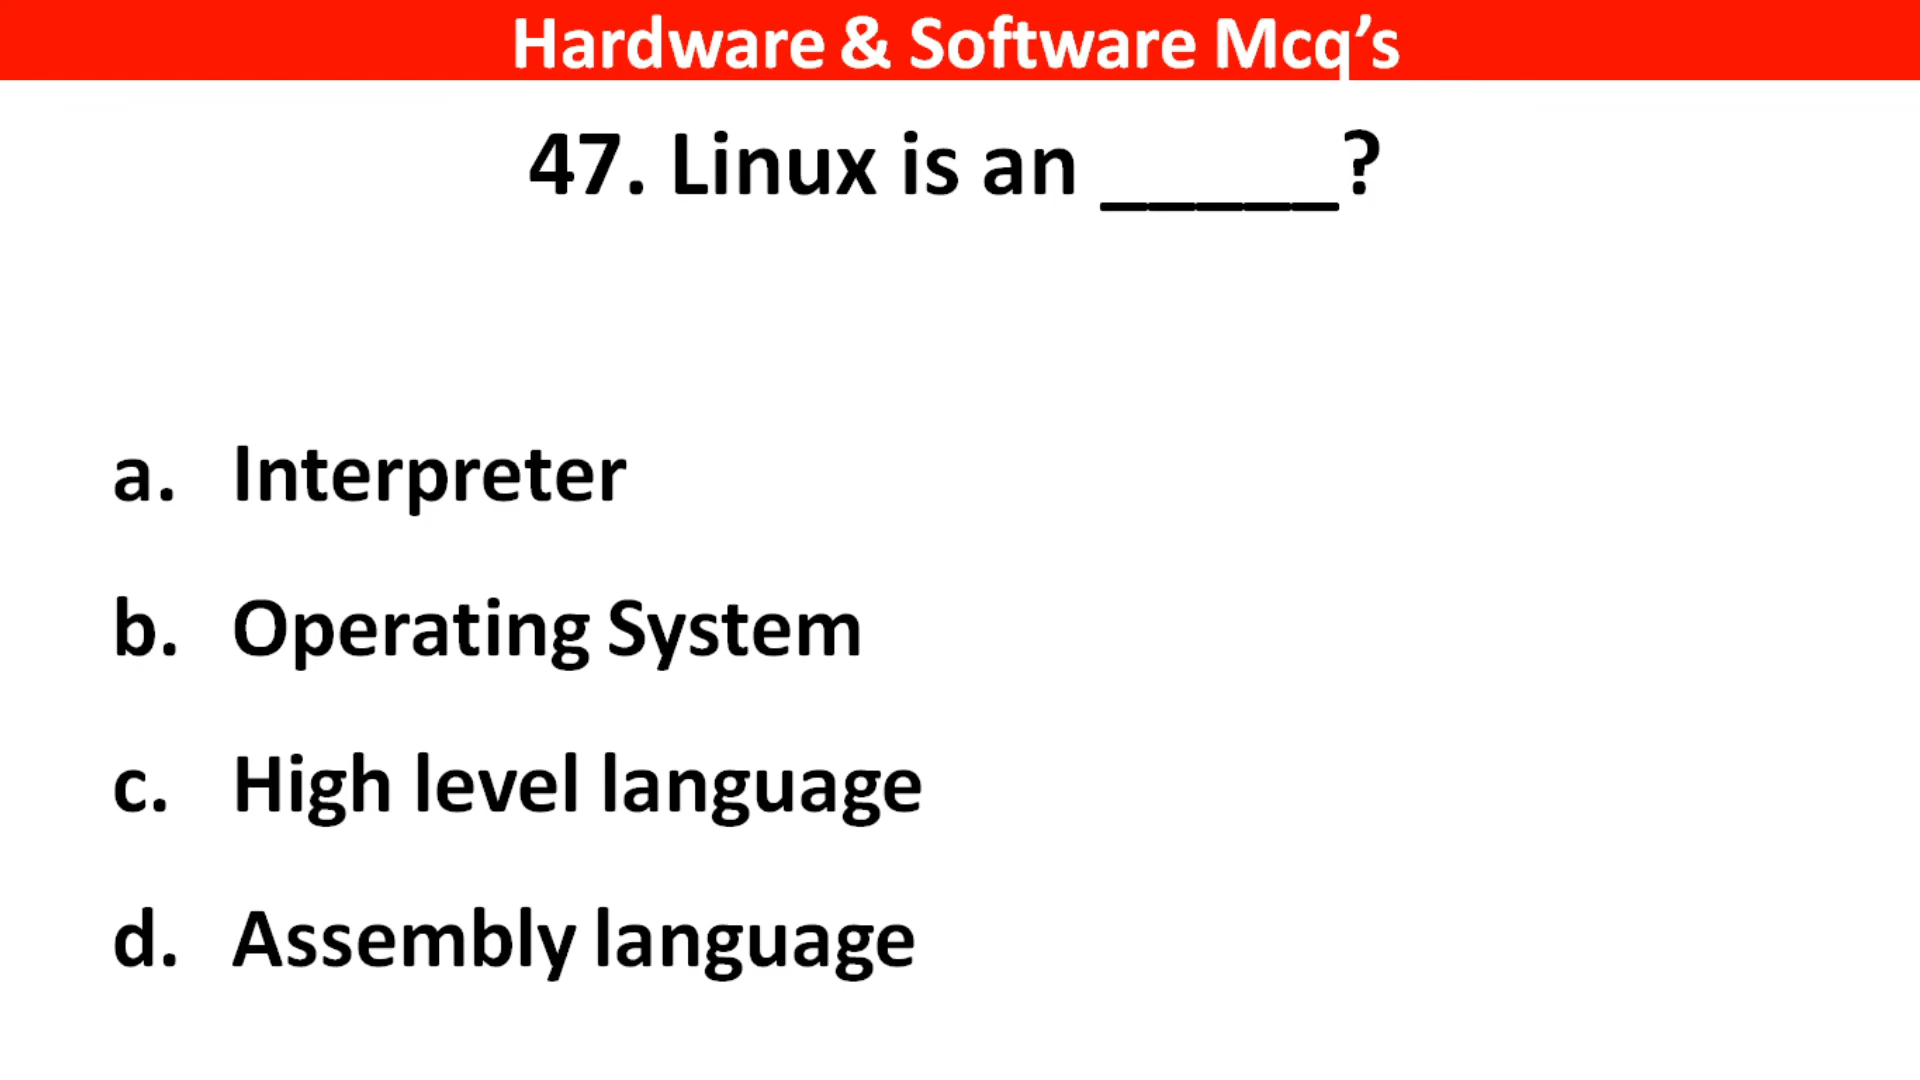 Hardware & Software Mcq’s
47. Linux is an _____?
a. Interpreter
b. Operating System
c. High level language
d. Assembly language